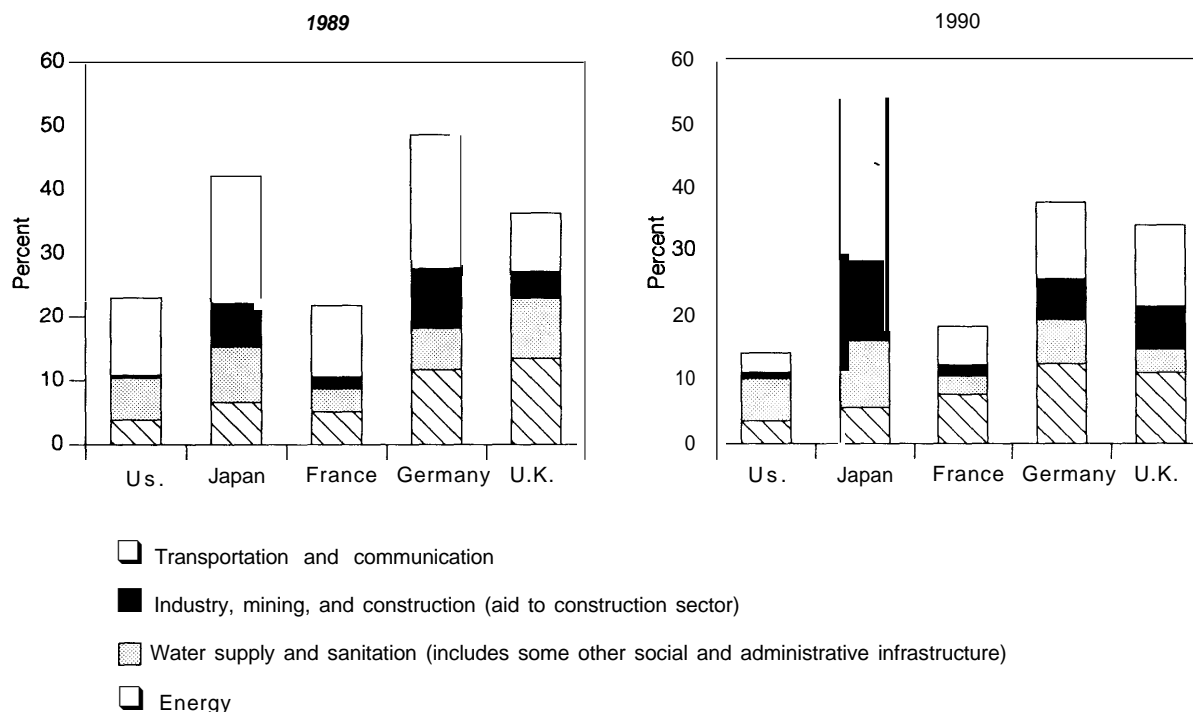 1989
1990
60
50
40
30
20
10
0
Percent
Us.
Japan
France
Germany
U.K.
60
50
40
30
20
10
0
Percent
Us.
Japan
France
Germany
U.K.
Transportation and communication
Industry, mining, and construction (aid to construction sector)
Water supply and sanitation (includes some other social and administrative infrastructure)
Energy